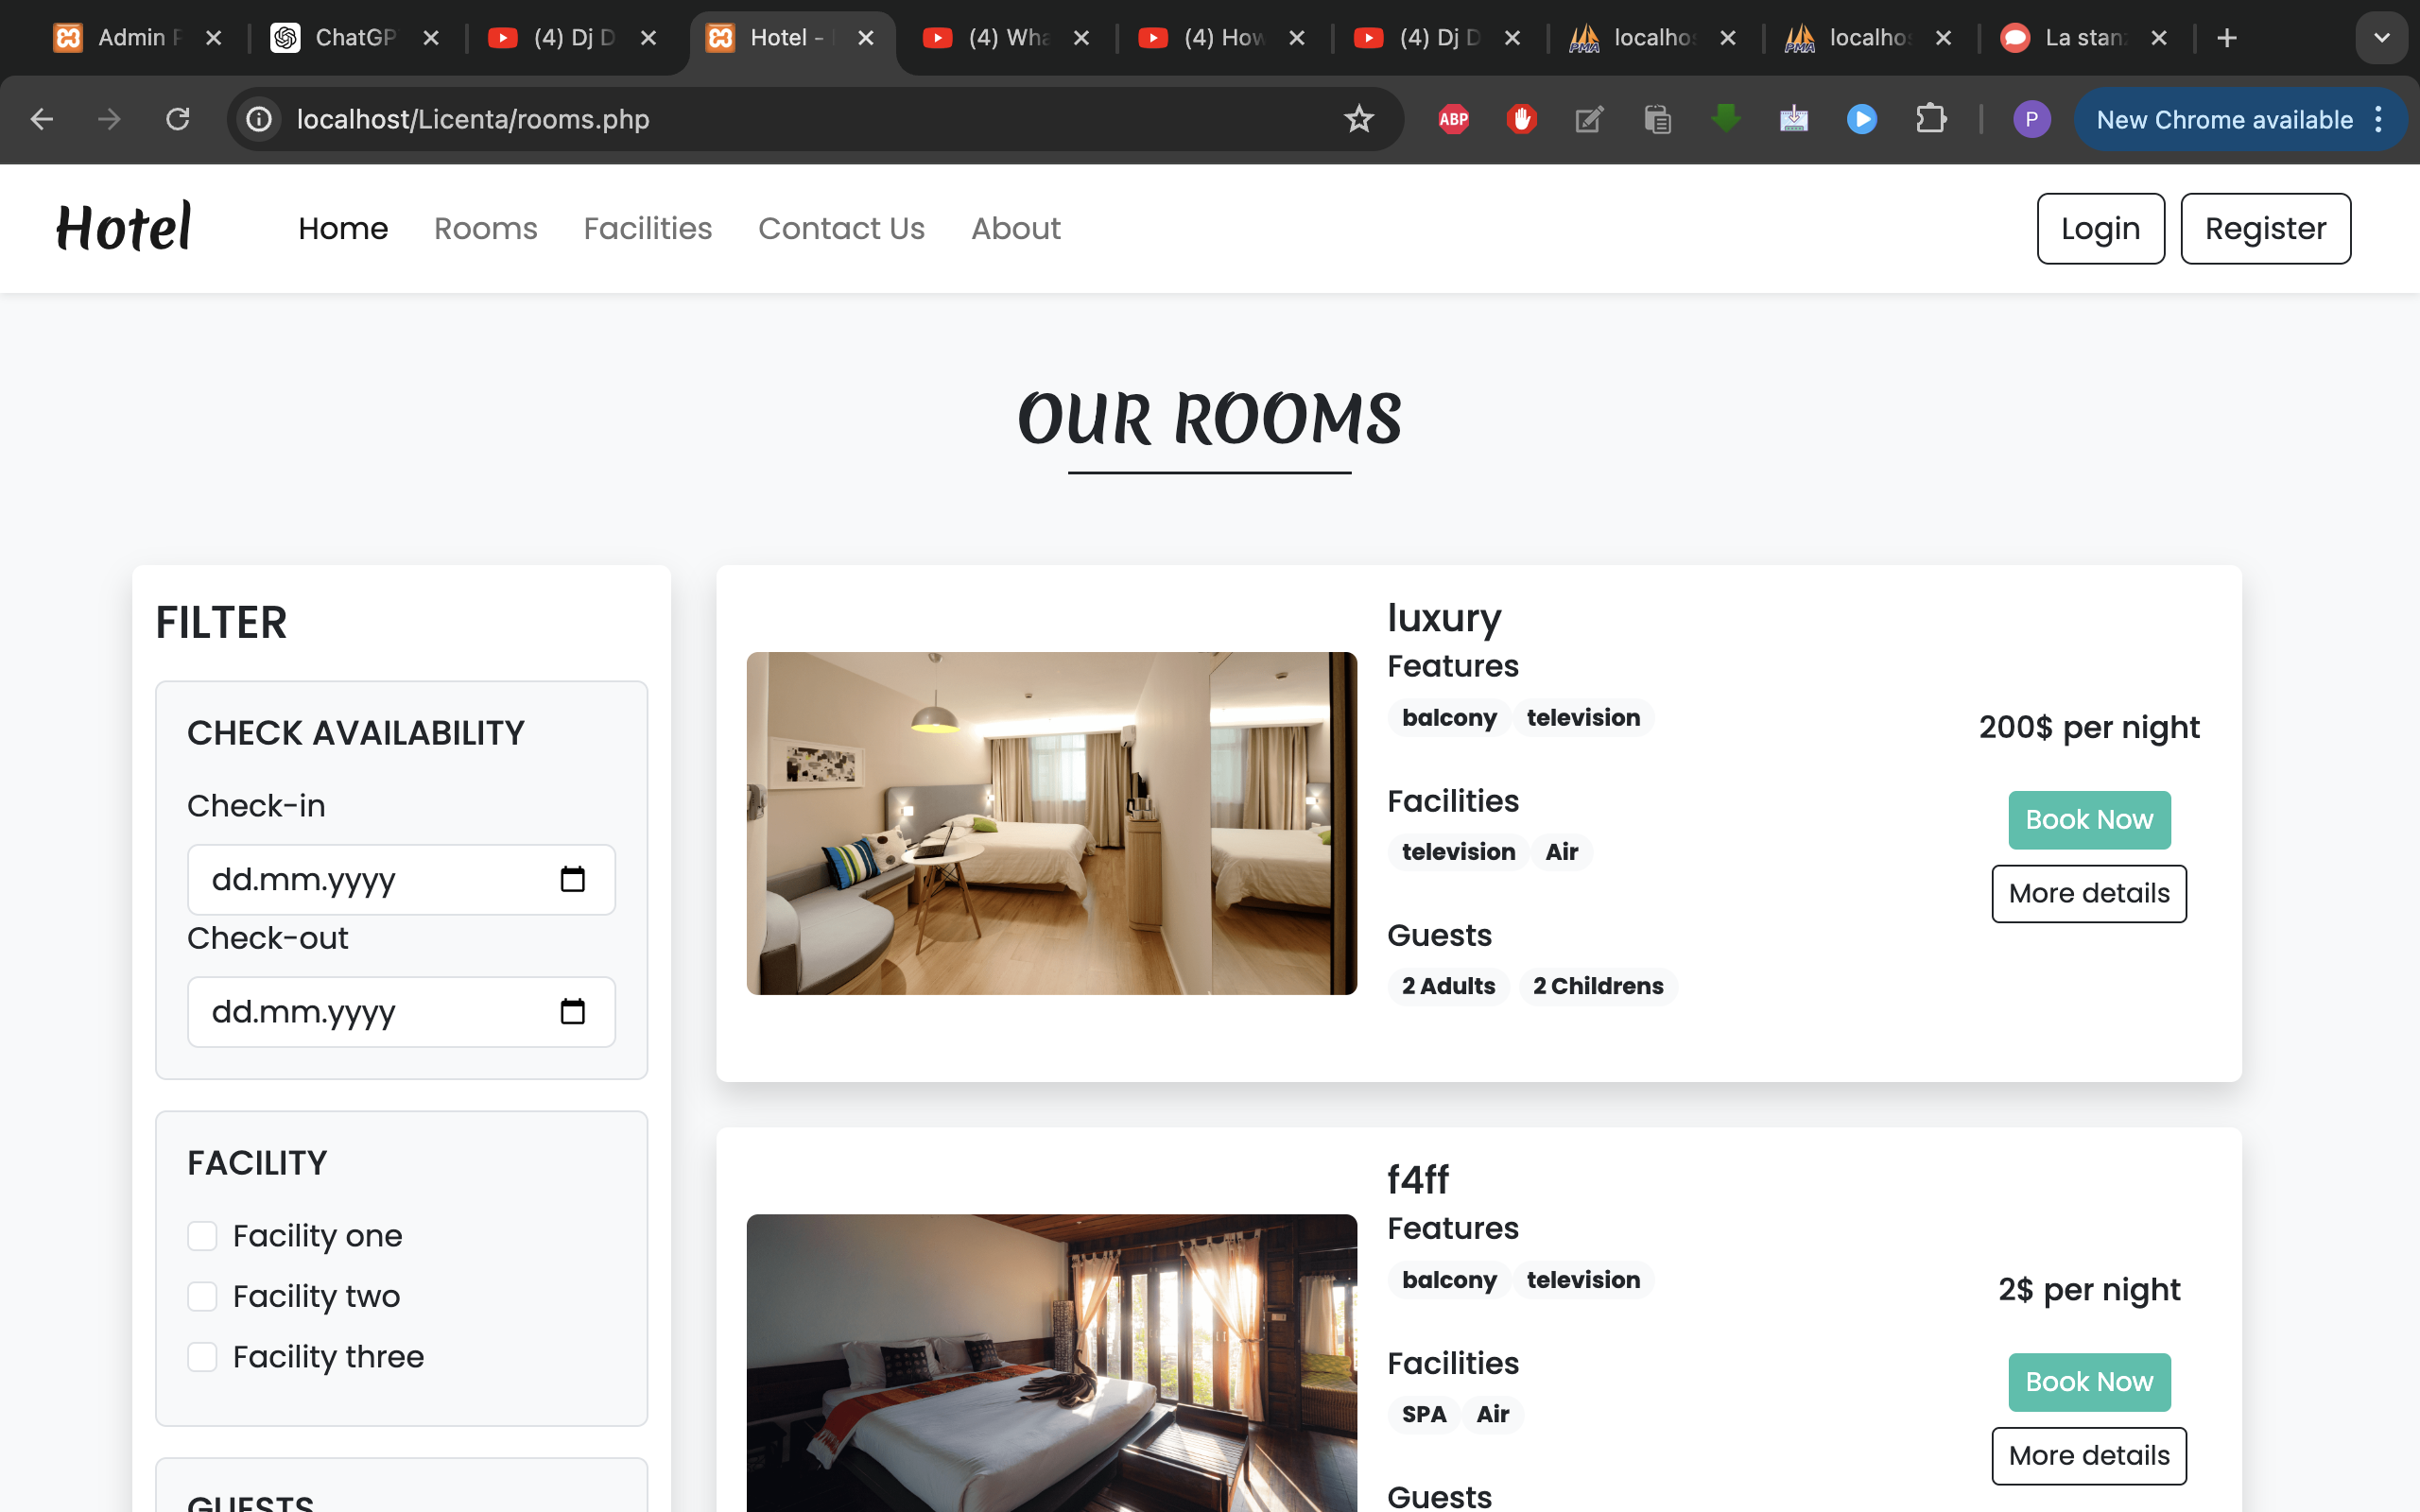 Admin
ChatGP
(4) Dj D
Hotel -
(4) Wha
(4) How
(4) Dj D
localhos
localhos
La stan
localhost/Licenta/rooms.php
ABP
P
New Chrome available
Hotel
Home
Rooms
Facilities
Contact Us
About
Login
Register
OUR ROOMS
FILTER
CHECK AVAILABILITY
Check-in
dd.mm.yyyy
Check-out
dd.mm.yyyy
FACILITY
Facility one
Facility two
Facility three
GUESTS
luxury
Features
balcony television
Facilities
television Air
Guests
2 Adults 2 Childrens
200$ per night
Book Now
More details
f4ff
Features
balcony television
Facilities
SPA Air
Guests
2$ per night
Book Now
More details